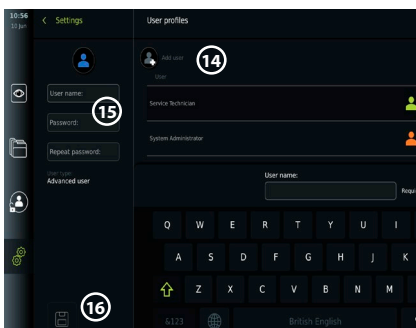 10:56
10 Jun
Settings
User profiles
Add user
14
User
User name:
15
Service Technician
Password:
System Administrator
Repeat password:
User type:
Advanced user
User name:
Requi
Q W E R T Y U I
A S D F G H J K
Z X C V B N M
16
&123
British English